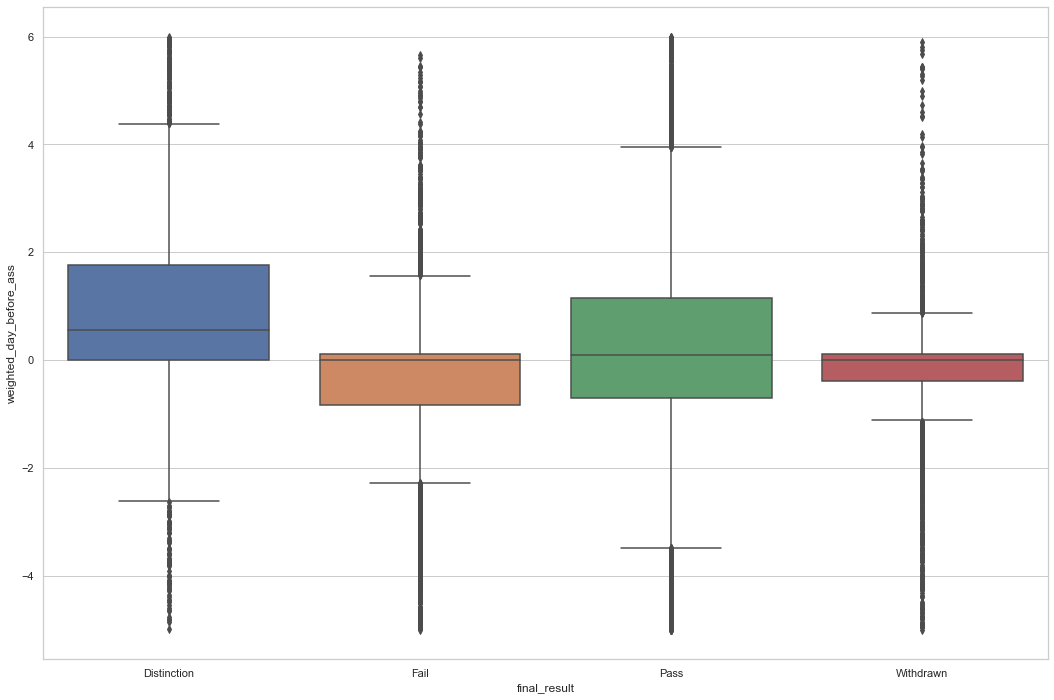 6
4
2
0
−2
−4
weighted_day_before_ass
Distinction
Fail
Pass
Withdrawn
final_result